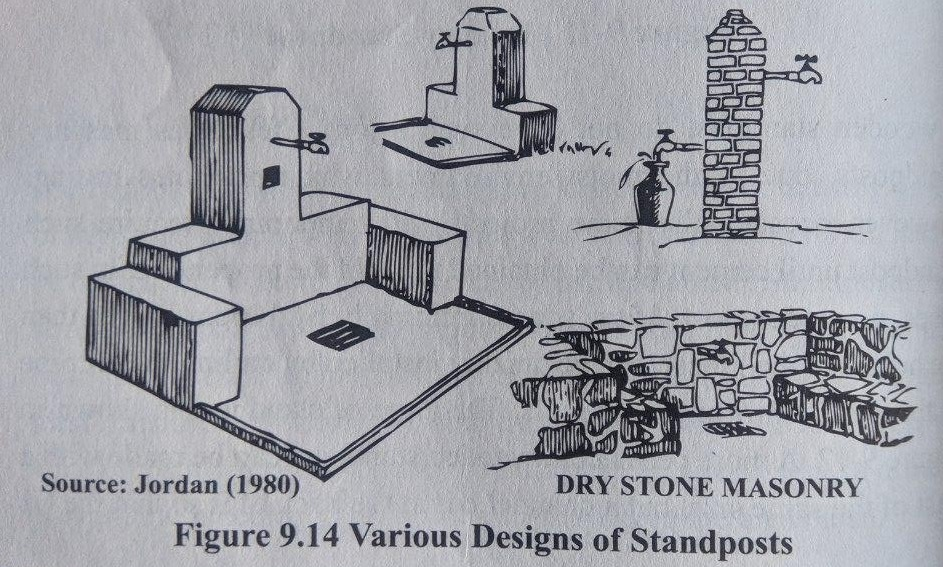 Source: Jordan (1980)
DRY STONE MASONRY
Figure 9.14 Various Designs of Standposts